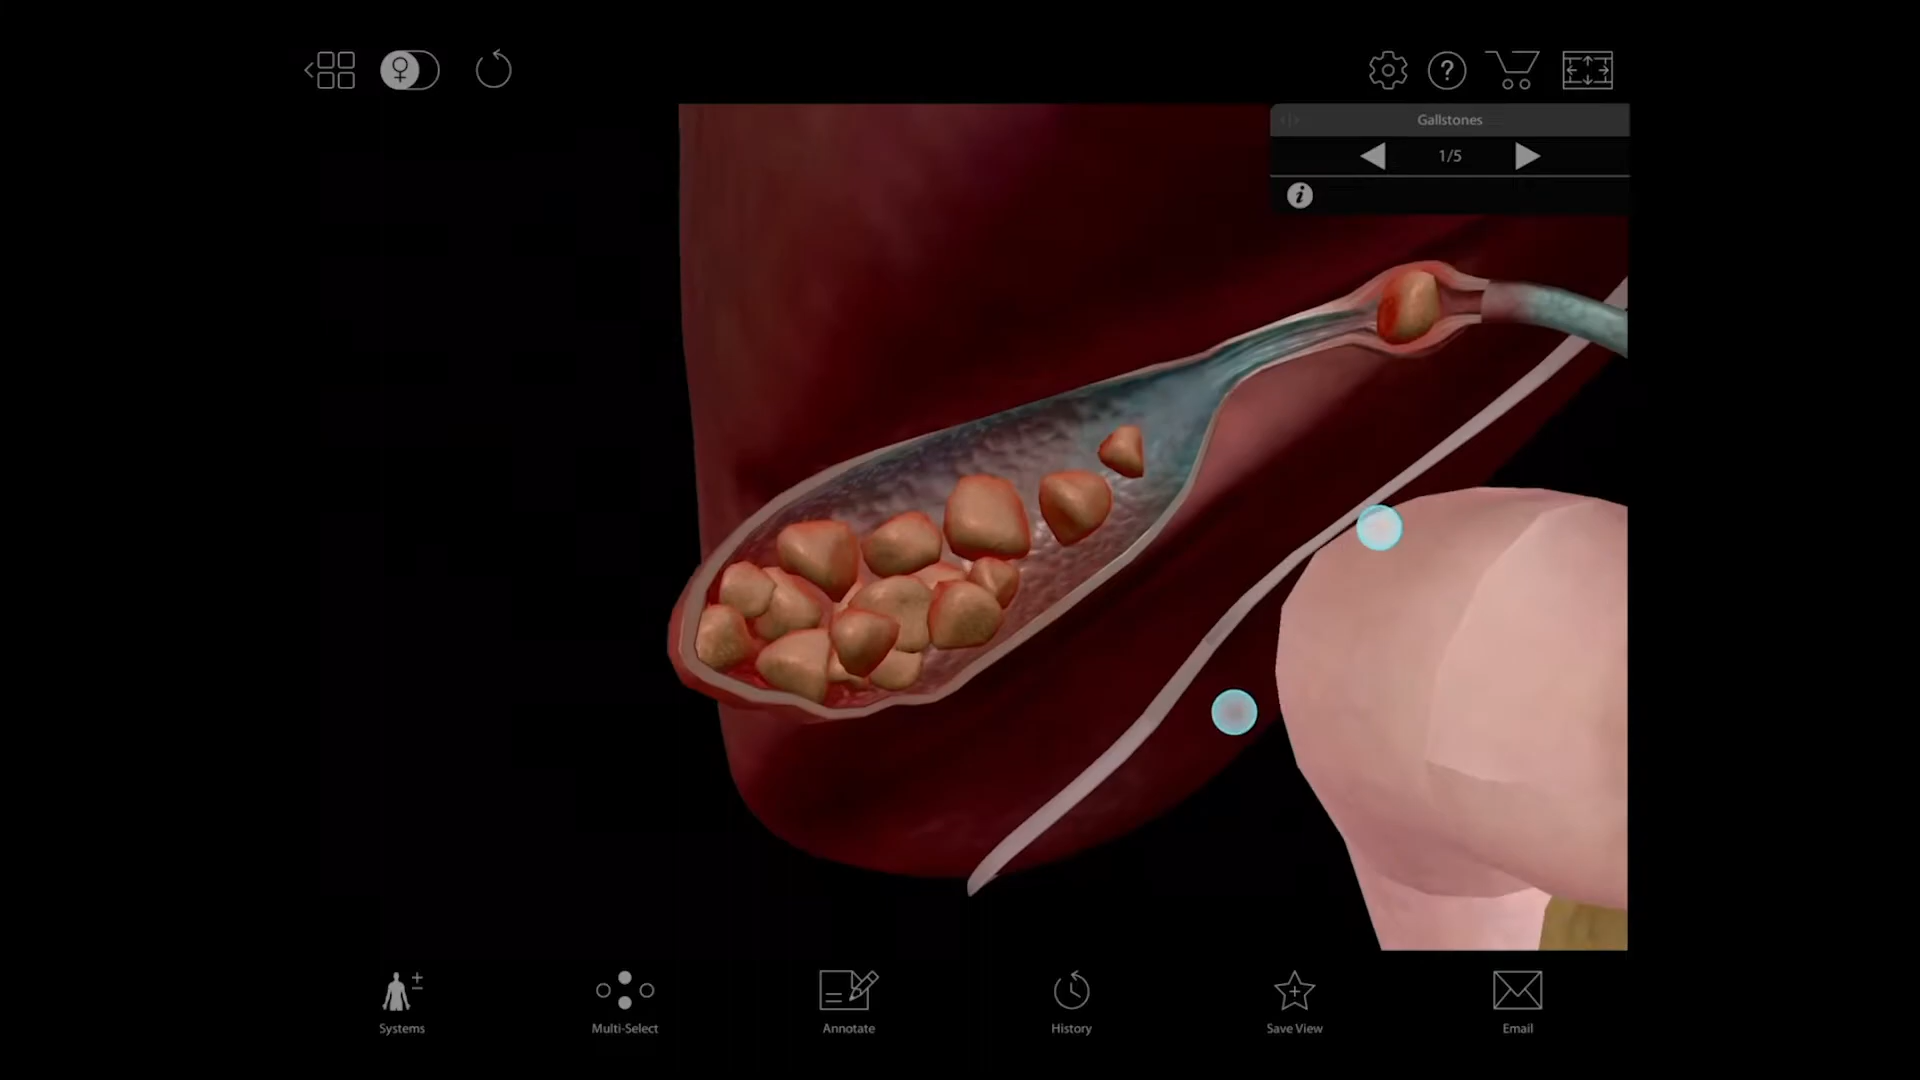 Gallstones
1/5
Systems
Multi-Select
Annotate
History
Save View
Email